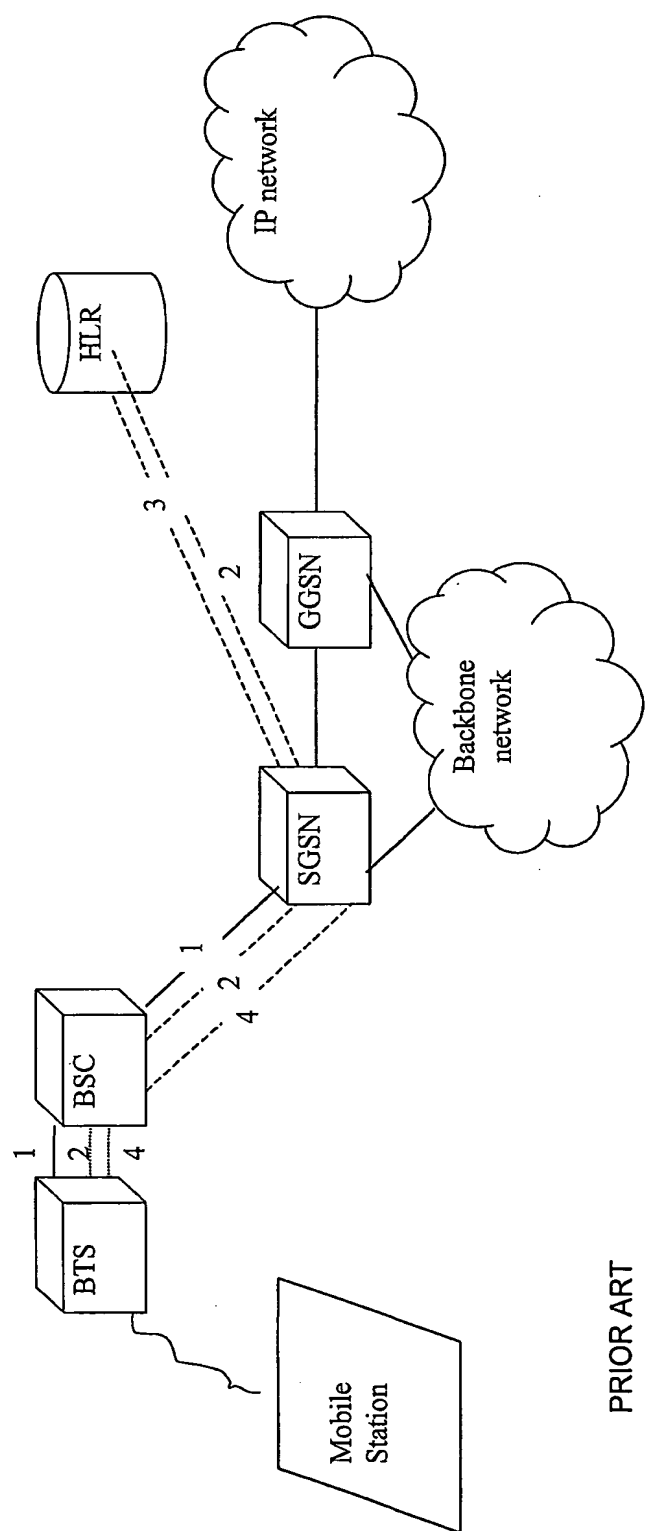 Mobile
Station
BTS
1
2
4
BSC
1
2
4
SGSN
GGSN
2
3
HLR
Backbone
network
IP network
PRIOR ART